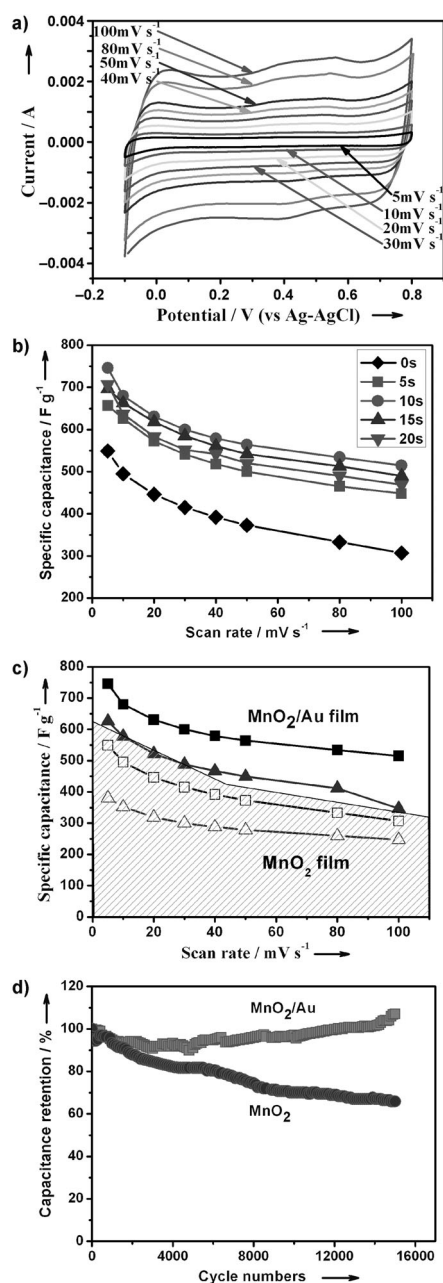 a)
100mV s⁻¹
80mV s⁻¹
50mV s⁻¹
40mV s⁻¹
0.004
0.002
0.000
−0.002
−0.004
Current / A
5mV s⁻¹
10mV s⁻¹
20mV s⁻¹
30mV s⁻¹
−0.2
0.0
0.2
0.4
0.6
0.8
Potential / V (vs Ag-AgCl)
b)
800
700
600
500
400
300
200
Specific capacitance / F g⁻¹
0s
5s
10s
15s
20s
0
20
40
60
80
100
Scan rate / mV s⁻¹
c)
800
700
600
500
400
300
200
100
0
Specific capacitance / F g⁻¹
MnO₂/Au film
MnO₂ film
0
20
40
60
80
100
Scan rate / mV s⁻¹
d)
120
100
80
60
40
20
0
Capacitance retention / %
MnO₂/Au
MnO₂
0
4000
8000
12000
16000
Cycle numbers